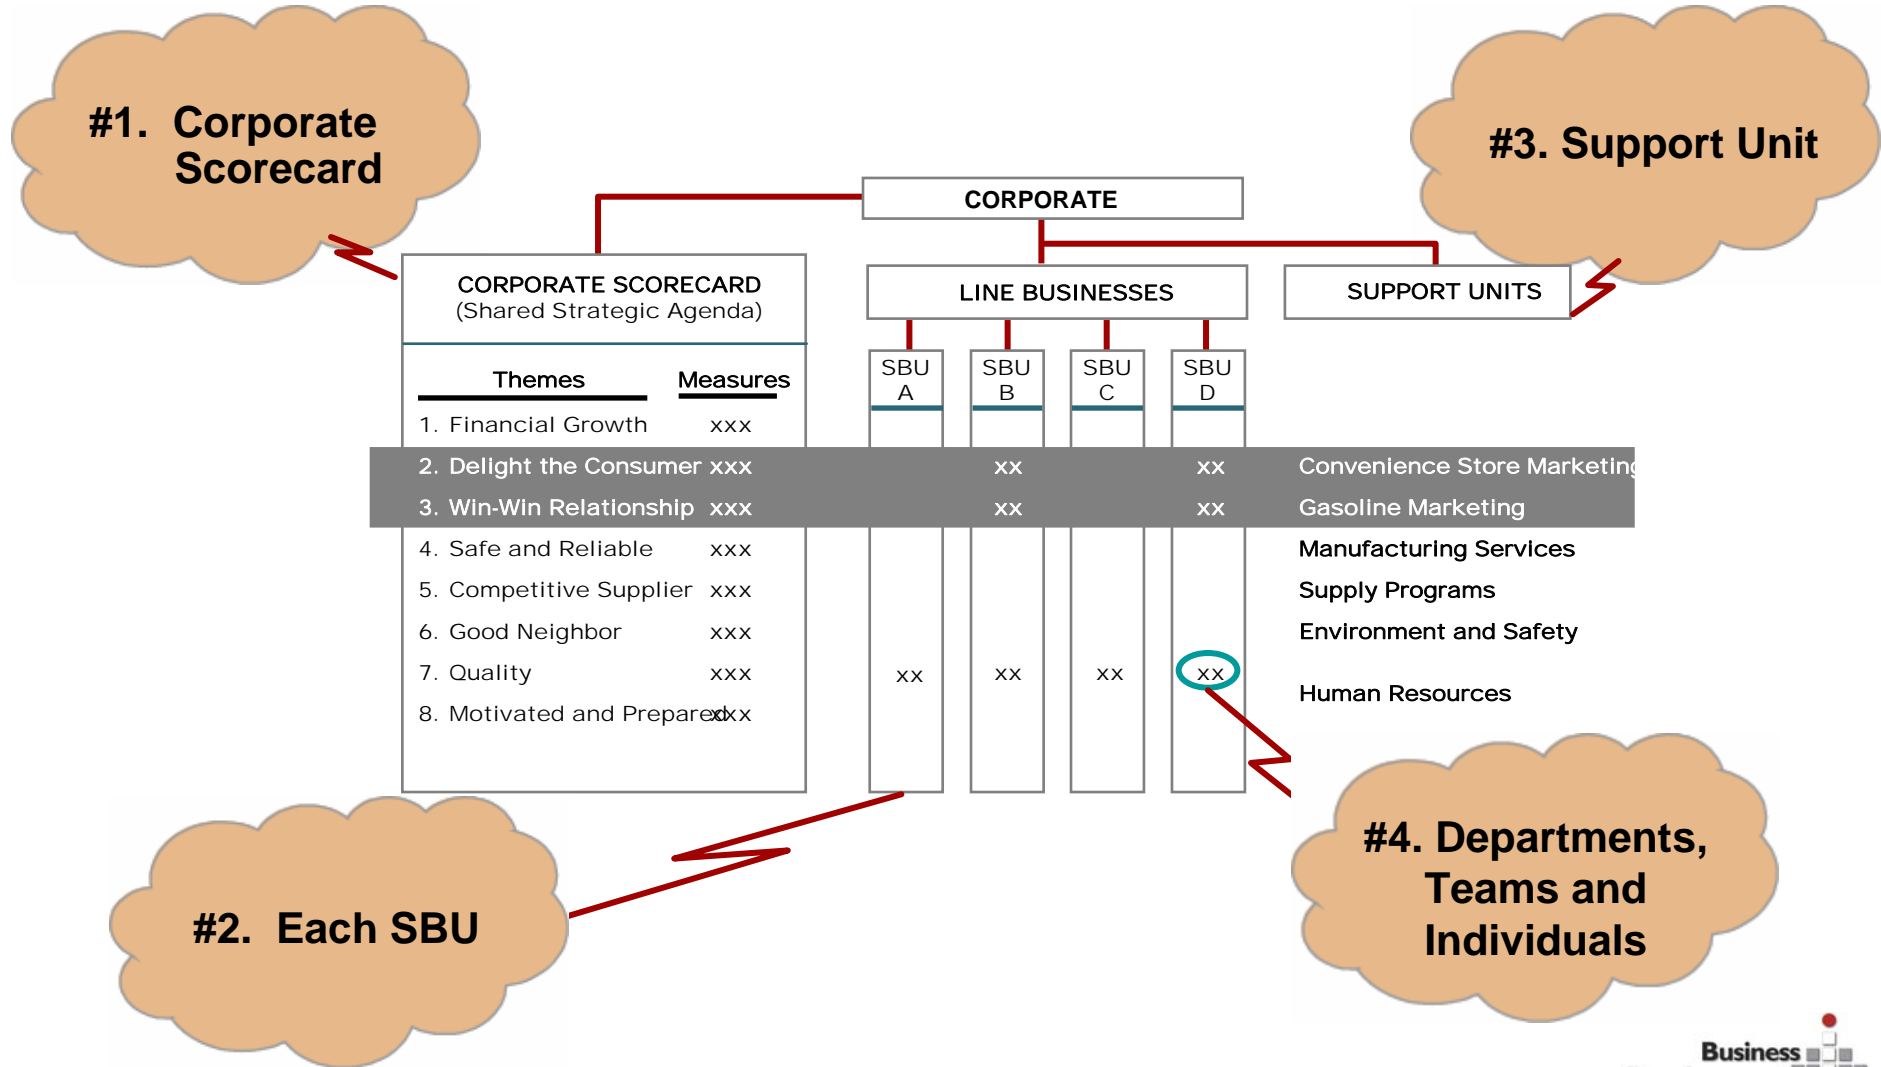 #1. Corporate
Scorecard
#3. Support Unit
CORPORATE
CORPORATE SCORECARD
(Shared Strategic Agenda)
LINE BUSINESSES
SUPPORT UNITS
Themes Measures
SBU A
SBU B
SBU C
SBU D
1. Financial Growth xxx
2. Delight the Consumer xxx xx xx Convenience Store Marketing
3. Win-Win Relationship xxx xx xx Gasoline Marketing
4. Safe and Reliable xxx Manufacturing Services
5. Competitive Supplier xxx Supply Programs
6. Good Neighbor xxx Environment and Safety
7. Quality xxx xx xx xx xx
Human Resources
8. Motivated and Prepared xxx
#2. Each SBU
#4. Departments,
Teams and
Individuals
Business